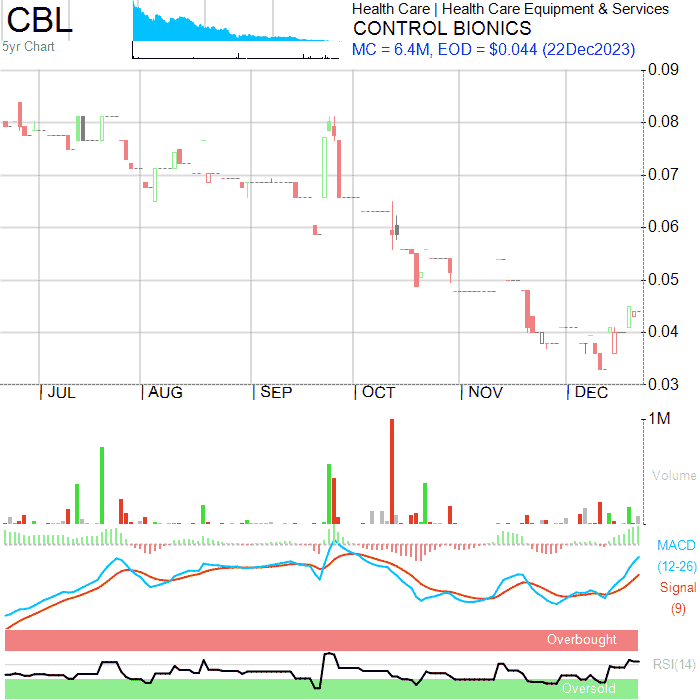 CBL
5yr Chart
Health Care | Health Care Equipment & Services
CONTROL BIONICS
MC = 6.4M, EOD = $0.044 (22Dec2023)
0.09
0.08
0.07
0.06
0.05
0.04
0.03
| JUL | AUG | SEP | OCT | NOV | DEC
1M
Volume
MACD
(12-26)
Signal
(9)
Overbought
RSI(14)
Oversold